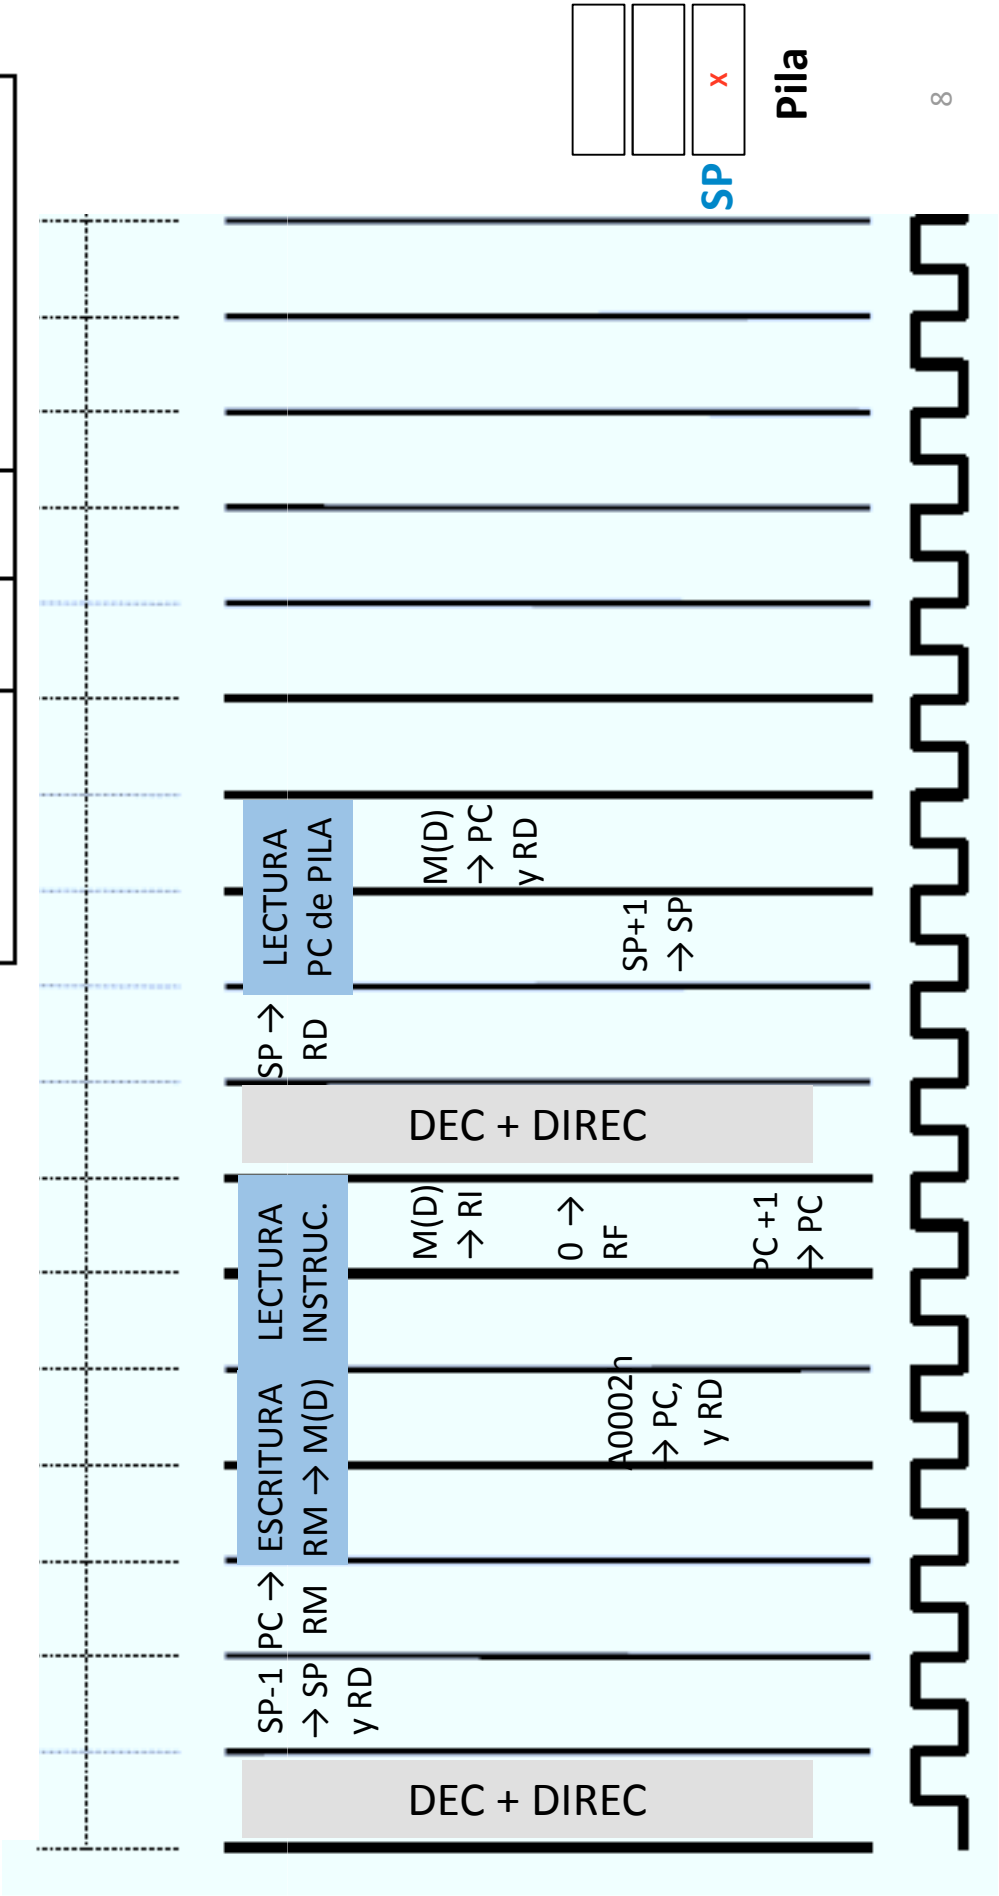 DEC + DIREC
SP-1
→ SP
y RD
PC →
RM
ESCRITURA
RM → M(D)
A0002h
→ PC,
y RD
LECTURA
INSTRUC.
M(D)
→ RI
0 →
RF
PC +1
→ PC
DEC + DIREC
SP →
RD
LECTURA
PC de PILA
SP+1
→ SP
M(D)
→ PC
y RD
SP
x
Pila
8